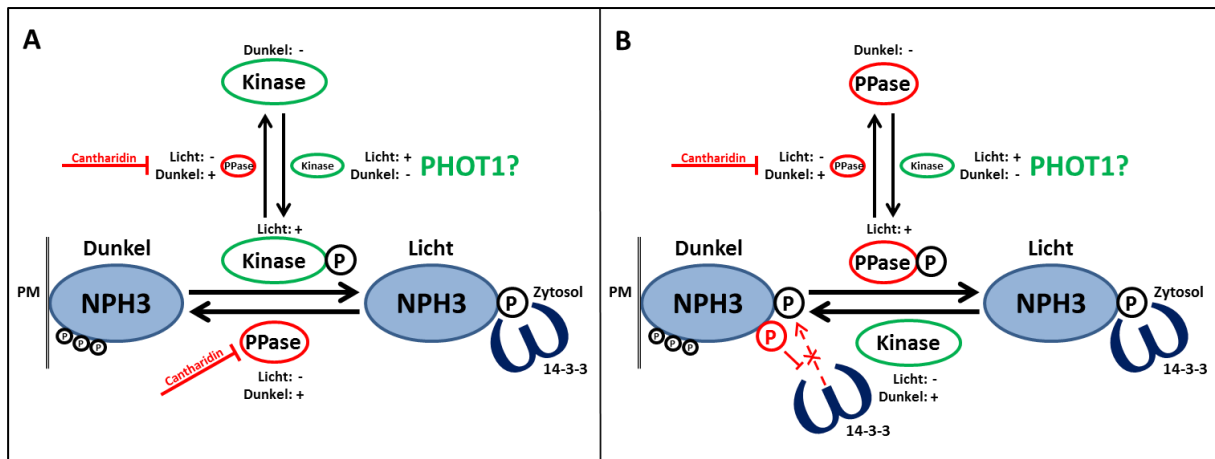 A
Dunkel: -
Kinase
Cantharidin
Licht: -
Dunkel: +
PPase
Kinase
Licht: +
Dunkel: -
PHOT1?
Licht: +
Kinase
P
Dunkel
Licht
PM
NPH3
P
P
P
NPH3
P
Zytosol
14-3-3
Cantharidin
PPase
Licht: -
Dunkel: +
B
Dunkel: -
PPase
Cantharidin
Licht: -
Dunkel: +
PPase
Kinase
Licht: +
Dunkel: -
PHOT1?
Licht: +
PPase
P
Dunkel
Licht
PM
NPH3
P
P
P
P
P
NPH3
P
Zytosol
14-3-3
Kinase
Licht: -
Dunkel: +
14-3-3